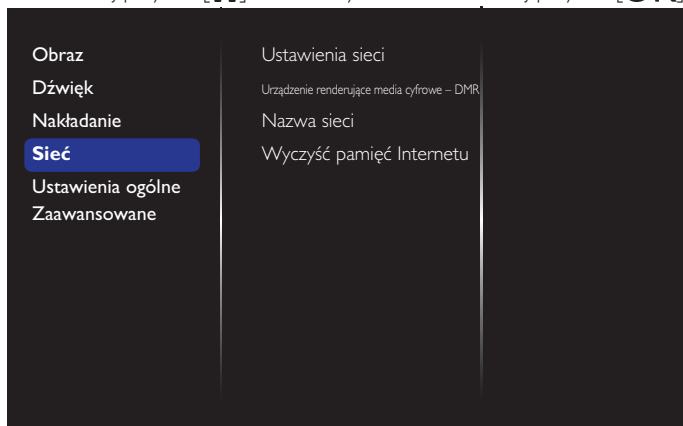 Obraz
Dźwięk
Nakładanie
Sieć
Ustawienia ogólne
Zaawansowane
Ustawienia sieci
Urządzenie renderujące media cyfrowe – DMR
Nazwa sieci
Wyczyść pamięć Internetu